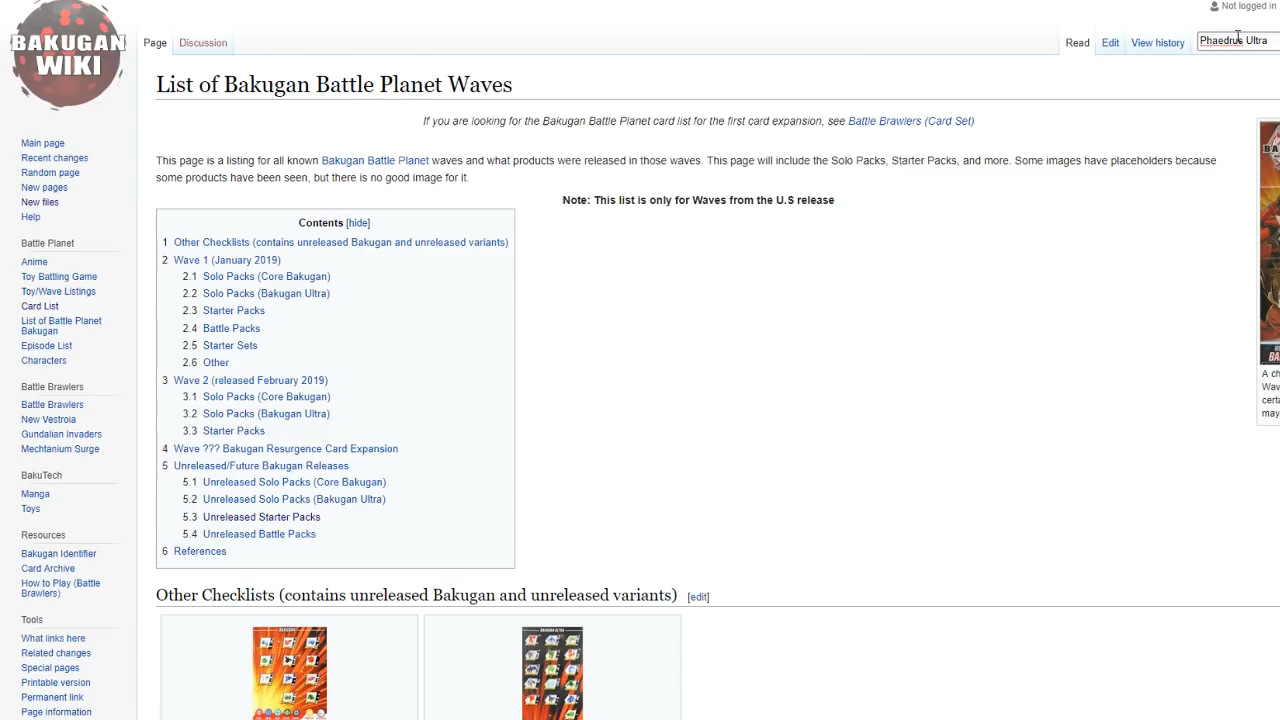 Not logged in
BAKUGAN
WIKI
Page Discussion
Read Edit View history
Phaedrus Ultra
List of Bakugan Battle Planet Waves
If you are looking for the Bakugan Battle Planet card list for the first card expansion, see Battle Brawlers (Card Set)
This page is a listing for all known Bakugan Battle Planet waves and what products were released in those waves. This page will include the Solo Packs, Starter Packs, and more. Some images have placeholders because
some products have been seen, but there is no good image for it.
Note: This list is only for Waves from the U.S release
Contents [hide]
1 Other Checklists (contains unreleased Bakugan and unreleased variants)
2 Wave 1 (January 2019)
2.1 Solo Packs (Core Bakugan)
2.2 Solo Packs (Bakugan Ultra)
2.3 Starter Packs
2.4 Battle Packs
2.5 Starter Sets
2.6 Other
3 Wave 2 (released February 2019)
3.1 Solo Packs (Core Bakugan)
3.2 Solo Packs (Bakugan Ultra)
3.3 Starter Packs
4 Wave ??? Bakugan Resurgence Card Expansion
5 Unreleased/Future Bakugan Releases
5.1 Unreleased Solo Packs (Core Bakugan)
5.2 Unreleased Solo Packs (Bakugan Ultra)
5.3 Unreleased Starter Packs
5.4 Unreleased Battle Packs
6 References
Other Checklists (contains unreleased Bakugan and unreleased variants) [edit]
Main page
Recent changes
Random page
New pages
New files
Help
Battle Planet
Anime
Toy Battling Game
Toy/Wave Listings
Card List
List of Battle Planet
Bakugan
Episode List
Characters
Battle Brawlers
Battle Brawlers
New Vestroia
Gundalian Invaders
Mechtanium Surge
BakuTech
Manga
Toys
Resources
Bakugan Identifier
Card Archive
How to Play (Battle
Brawlers)
Tools
What links here
Related changes
Special pages
Printable version
Permanent link
Page information
A ch
Wav
certa
may